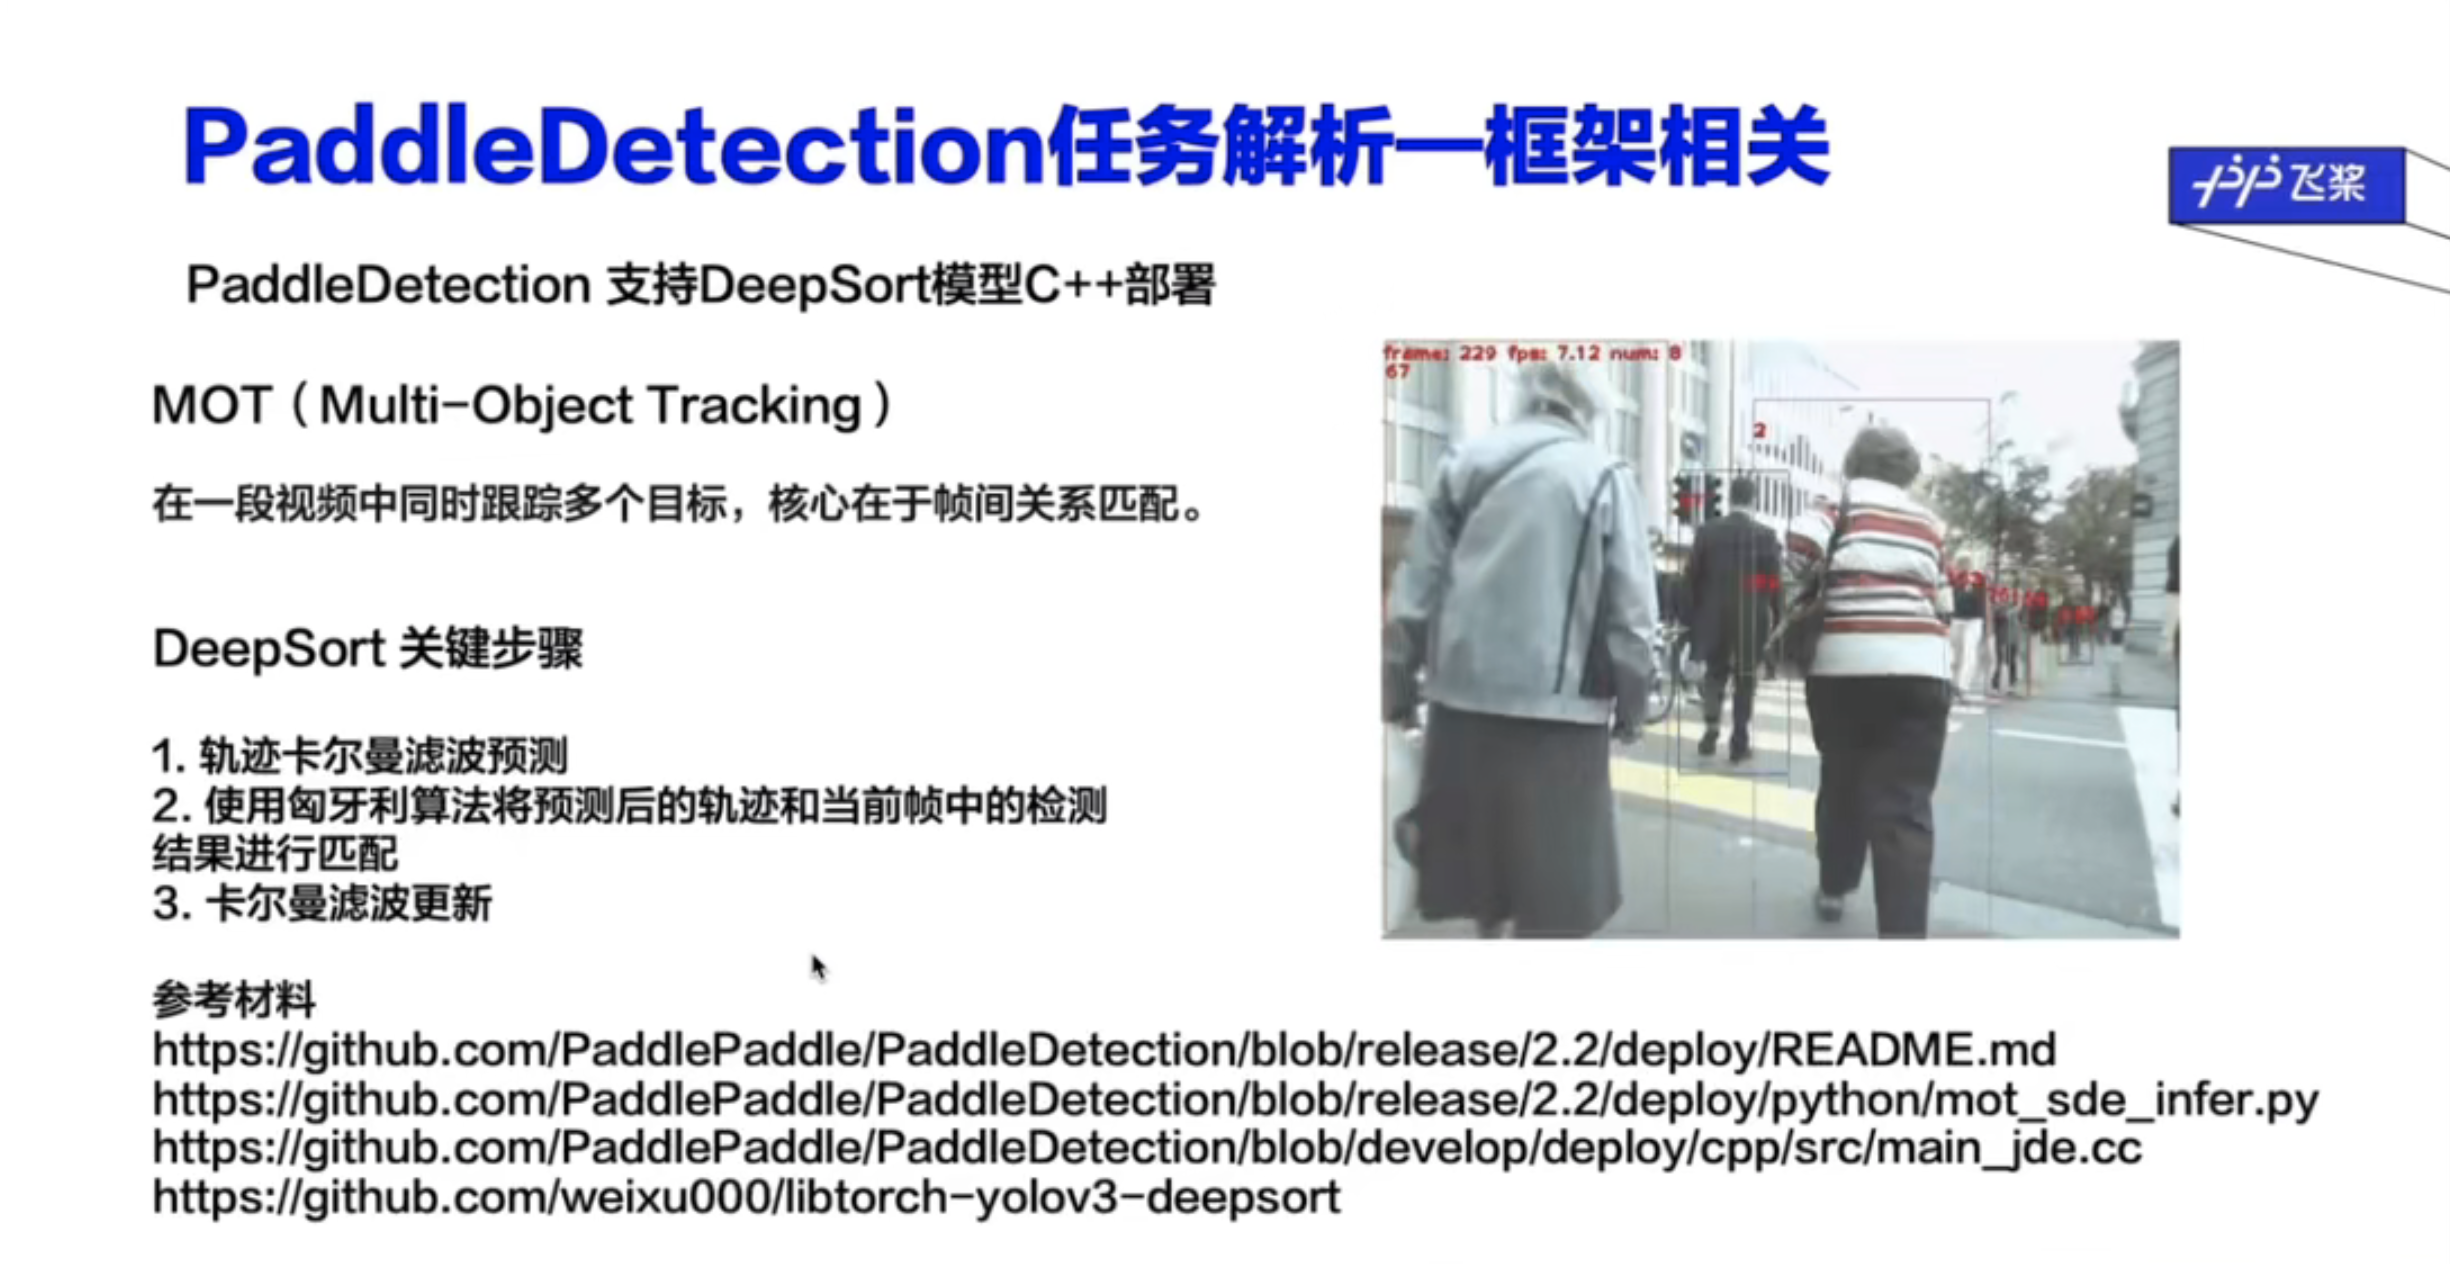 PaddleDetection任务解析—框架相关
飞桨
PaddleDetection 支持DeepSort模型C++部署
MOT（Multi-Object Tracking）
在一段视频中同时跟踪多个目标，核心在于帧间关系匹配。
frame: 229 fps: 7.12 num: 8
67
2
DeepSort 关键步骤
1. 轨迹卡尔曼滤波预测
2. 使用匈牙利算法将预测后的轨迹和当前帧中的检测
结果进行匹配
3. 卡尔曼滤波更新
参考材料
https://github.com/PaddlePaddle/PaddleDetection/blob/release/2.2/deploy/README.md
https://github.com/PaddlePaddle/PaddleDetection/blob/release/2.2/deploy/python/mot_sde_infer.py
https://github.com/PaddlePaddle/PaddleDetection/blob/develop/deploy/cpp/src/main_jde.cc
https://github.com/weixu000/libtorch-yolov3-deepsort